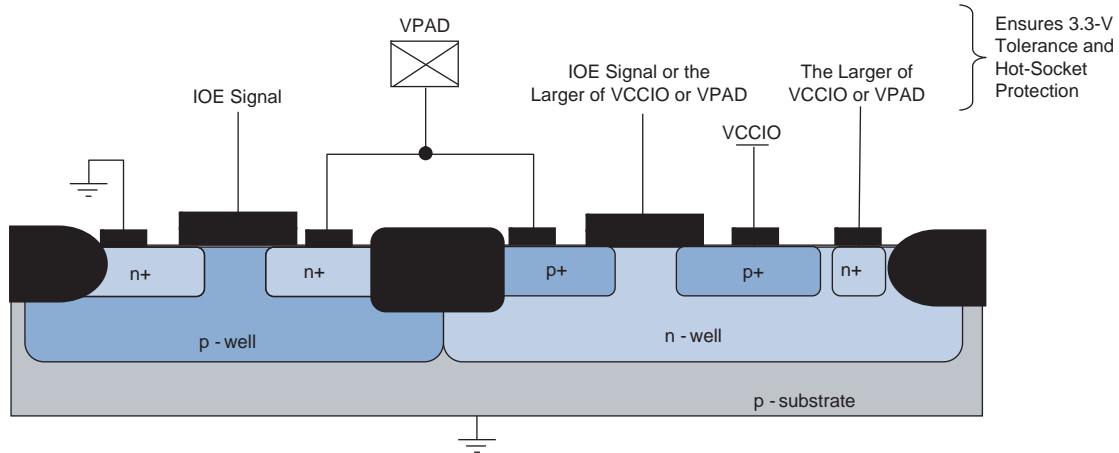 VPAD
IOE Signal
IOE Signal or the
Larger of VCCIO or VPAD
The Larger of
VCCIO or VPAD
Ensures 3.3-V
Tolerance and
Hot-Socket
Protection
VCCIO
n+
n+
p+
p+
n+
p - well
n - well
p - substrate